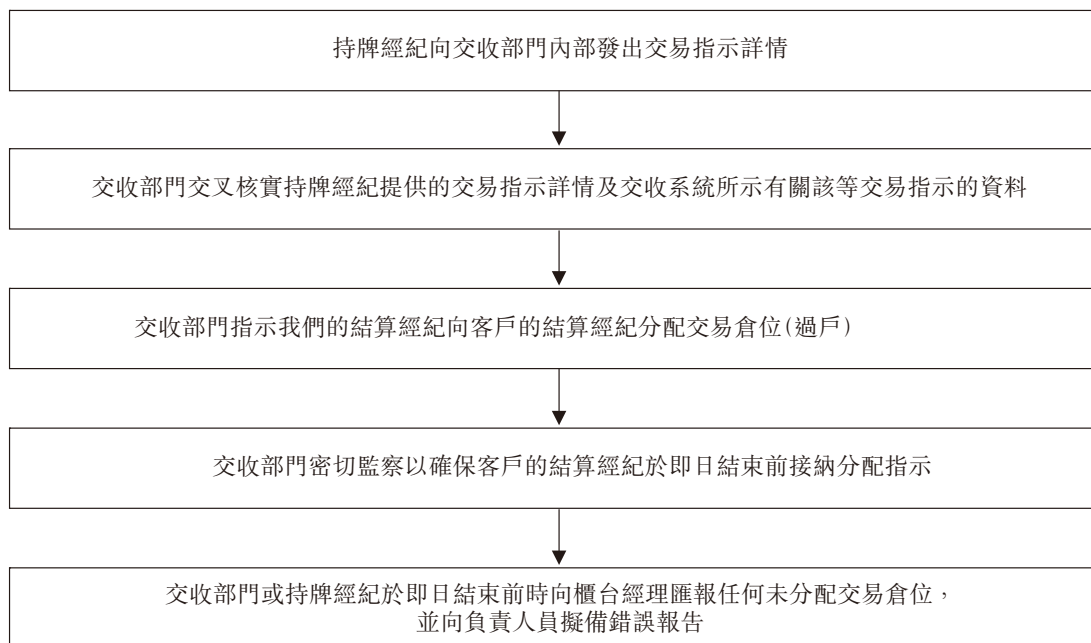 持牌經紀向交收部門內部發出交易指示詳情
交收部門交叉核實持牌經紀提供的交易指示詳情及交收系統所示有關該等交易指示的資料
交收部門指示我們的結算經紀向客戶的結算經紀分配交易倉位(過戶)
交收部門密切監察以確保客戶的結算經紀於即日結束前接納分配指示
交收部門或持牌經紀於即日結束前時向櫃台經理匯報任何未分配交易倉位，
並向負責人員擬備錯誤報告